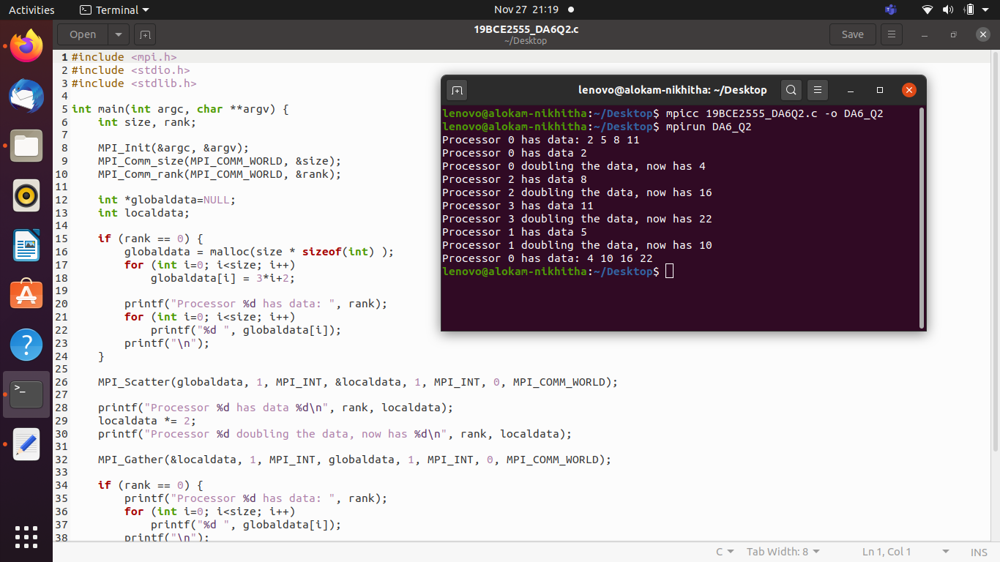 Activities
Terminal
Nov 27 21:19
Open
19BCE2555_DA6Q2.c
~/Desktop
Save
1 #include <mpi.h>
2 #include <stdio.h>
3 #include <stdlib.h>
4
5 int main(int argc, char **argv) {
6     int size, rank;
7
8     MPI_Init(&argc, &argv);
9     MPI_Comm_size(MPI_COMM_WORLD, &size);
10     MPI_Comm_rank(MPI_COMM_WORLD, &rank);
11
12     int *globaldata=NULL;
13     int localdata;
14
15     if (rank == 0) {
16         globaldata = malloc(size * sizeof(int) );
17         for (int i=0; i<size; i++)
18             globaldata[i] = 3*i+2;
19
20         printf("Processor %d has data: ", rank);
21         for (int i=0; i<size; i++)
22             printf("%d ", globaldata[i]);
23         printf("\n");
24     }
25
26     MPI_Scatter(globaldata, 1, MPI_INT, &localdata, 1, MPI_INT, 0, MPI_COMM_WORLD);
27
28     printf("Processor %d has data %d\n", rank, localdata);
29     localdata *= 2;
30     printf("Processor %d doubling the data, now has %d\n", rank, localdata);
31
32     MPI_Gather(&localdata, 1, MPI_INT, globaldata, 1, MPI_INT, 0, MPI_COMM_WORLD);
33
34     if (rank == 0) {
35         printf("Processor %d has data: ", rank);
36         for (int i=0; i<size; i++)
37             printf("%d ", globaldata[i]);
38         printf("\n");
lenovo@alokam-nikhitha: ~/Desktop
lenovo@alokam-nikhitha:~/Desktop$ mpicc 19BCE2555_DA6Q2.c -o DA6_Q2
lenovo@alokam-nikhitha:~/Desktop$ mpirun DA6_Q2
Processor 0 has data: 2 5 8 11
Processor 0 has data 2
Processor 0 doubling the data, now has 4
Processor 2 has data 8
Processor 2 doubling the data, now has 16
Processor 3 has data 11
Processor 3 doubling the data, now has 22
Processor 1 has data 5
Processor 1 doubling the data, now has 10
Processor 0 has data: 4 10 16 22
lenovo@alokam-nikhitha:~/Desktop$
C
Tab Width: 8
Ln 1, Col 1
INS